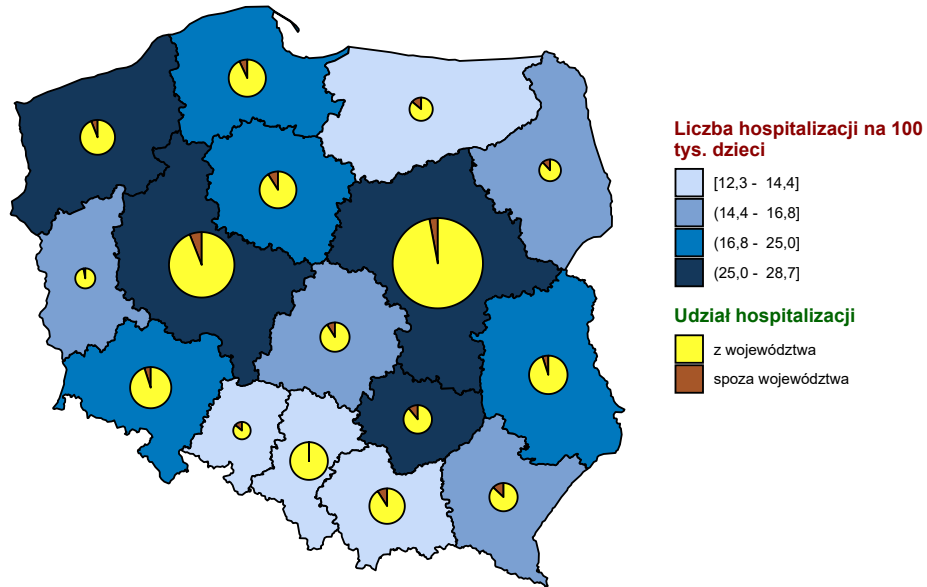 Liczba hospitalizacji na 100
tys. dzieci
[12,3 - 14,4]
(14,4 - 16,8]
(16,8 - 25,0]
(25,0 - 28,7]
Udział hospitalizacji
z województwa
spoza województwa